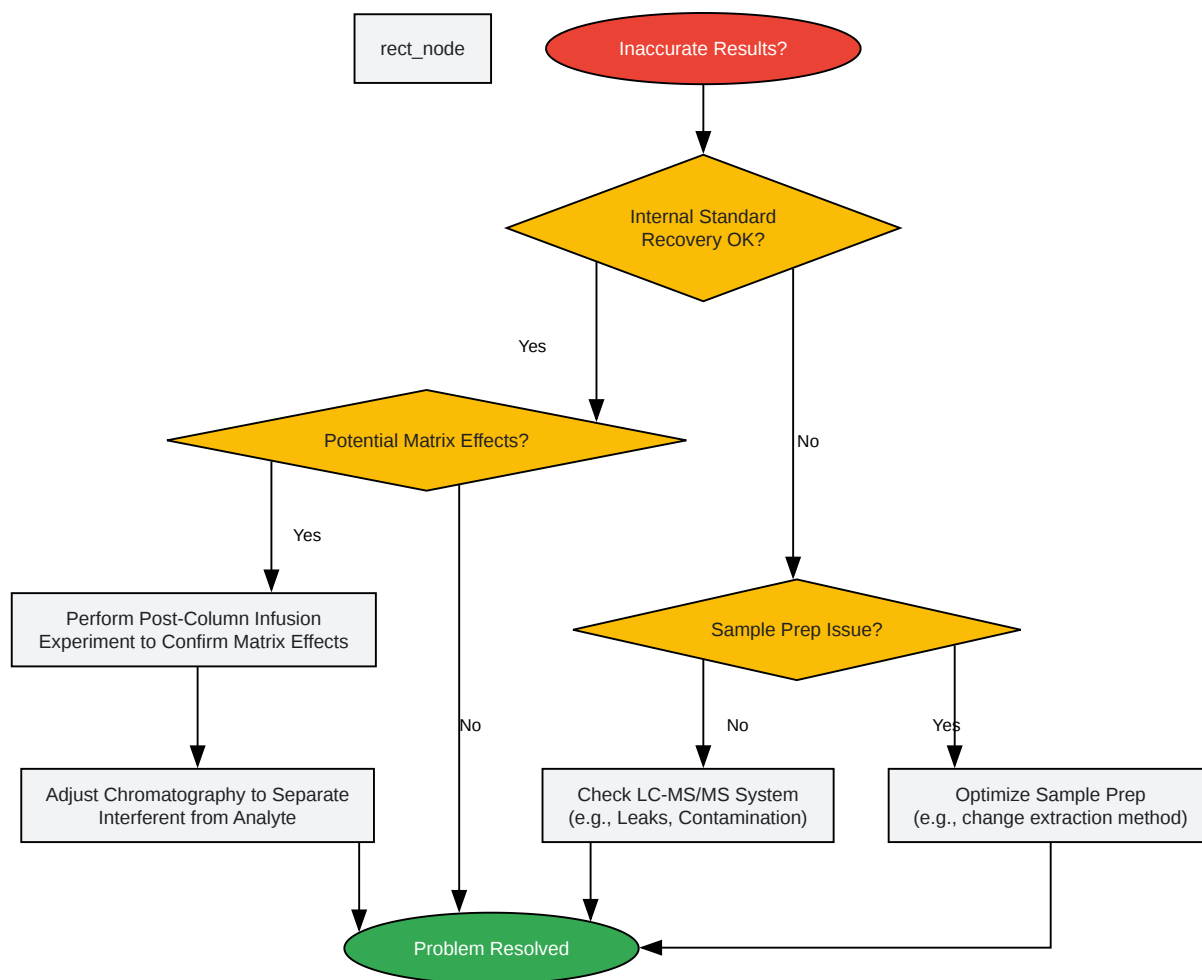 rect_node
Inaccurate Results?
Internal Standard
Recovery OK?
Yes
No
Potential Matrix Effects?
Yes
No
Sample Prep Issue?
No
Yes
Perform Post-Column Infusion
Experiment to Confirm Matrix Effects
Adjust Chromatography to Separate
Interferent from Analyte
Check LC-MS/MS System
(e.g., Leaks, Contamination)
Optimize Sample Prep
(e.g., change extraction method)
Problem Resolved